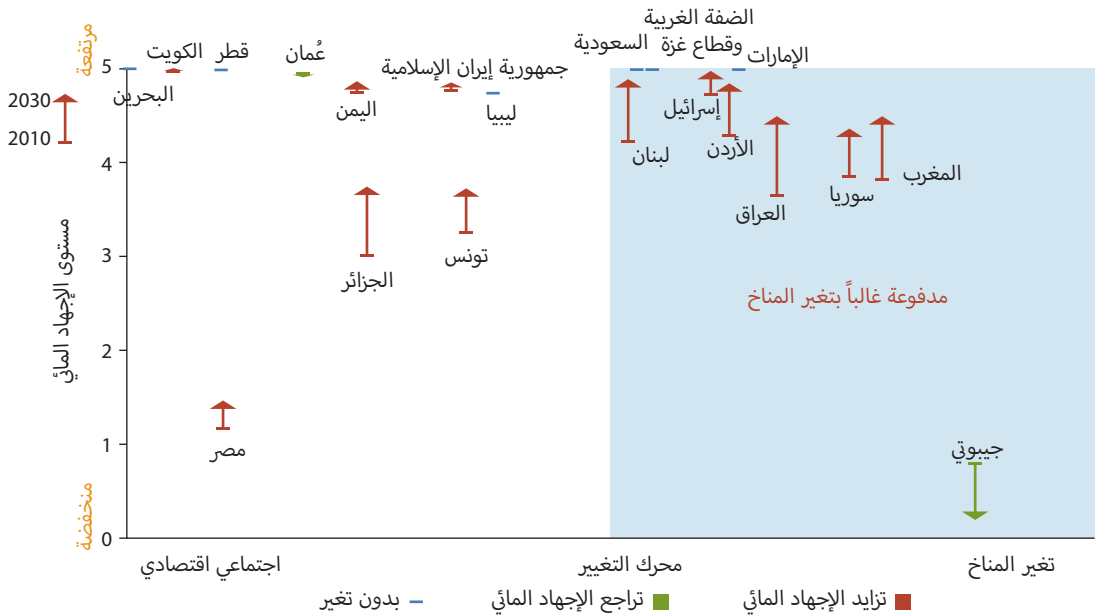 الضفة الغربية
وقطاع غزة
السعودية
الإمارات
مرتفعة
5
الكويت
قطر
عُمان
جمهورية إيران الإسلامية
البحرين
2030
2010
اليمن
ليبيا
إسرائيل
الأردن
لبنان
4
المغرب
سوريا
العراق
3
تونس
الجزائر
مدفوعة غالباً بتغير المناخ
مستوى الإجهاد المائي
2
1
مصر
جيبوتي
منخفضة
0
اجتماعي اقتصادي
محرك التغيير
تغير المناخ
تزايد الإجهاد المائي
تراجع الإجهاد المائي
بدون تغير